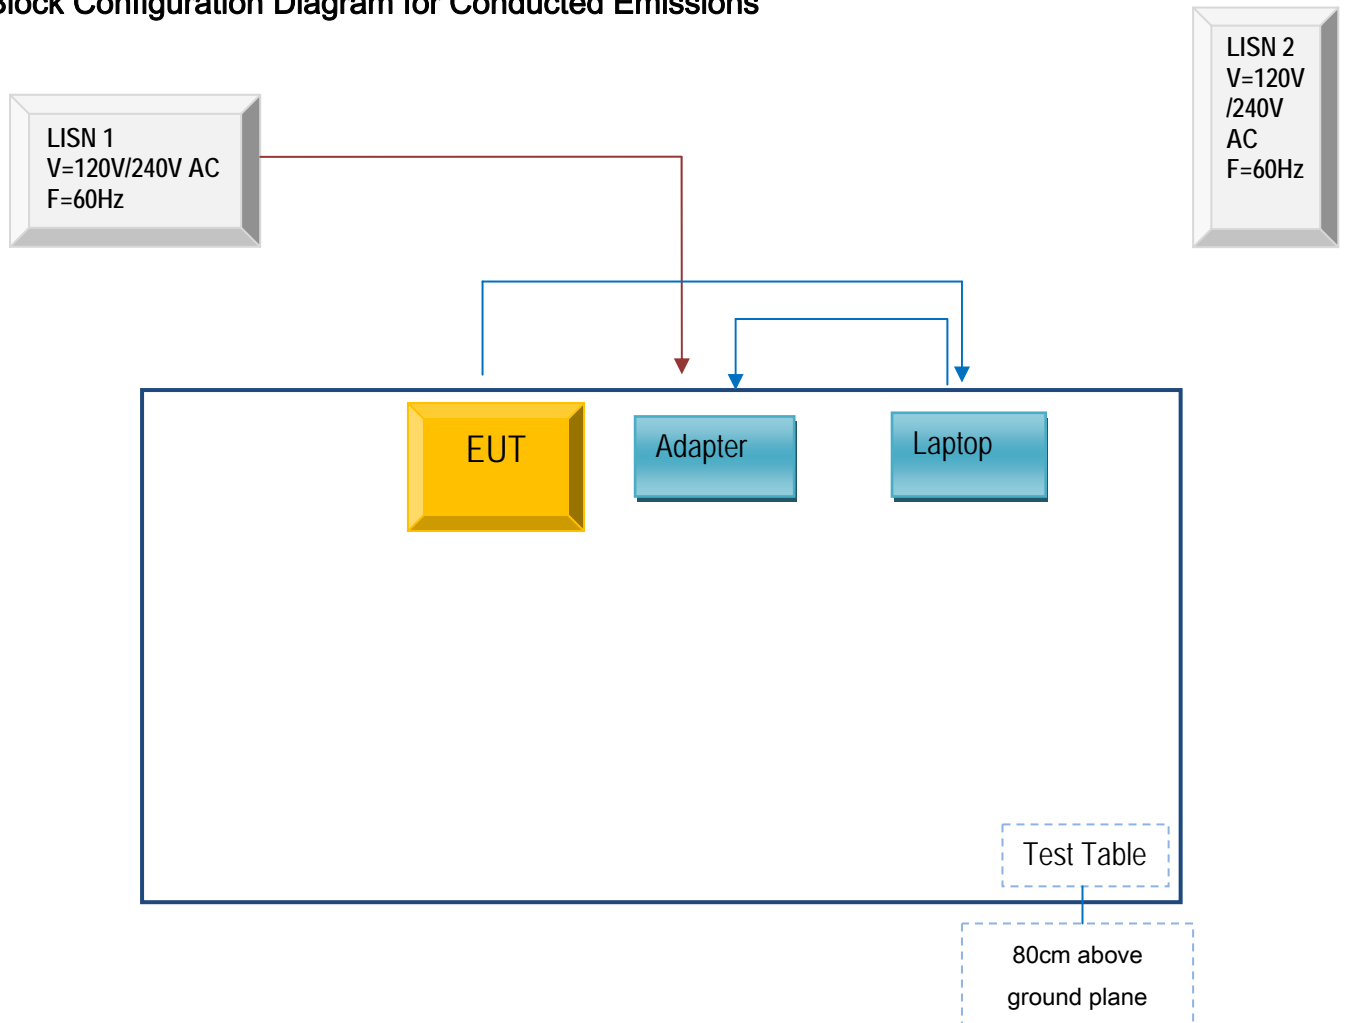 Block Configuration Diagram for Conducted Emissions
LISN 1
V=120V/240V AC
F=60Hz
LISN 2
V=120V
/240V
AC
F=60Hz
EUT
Adapter
Laptop
Test Table
80cm above
ground plane